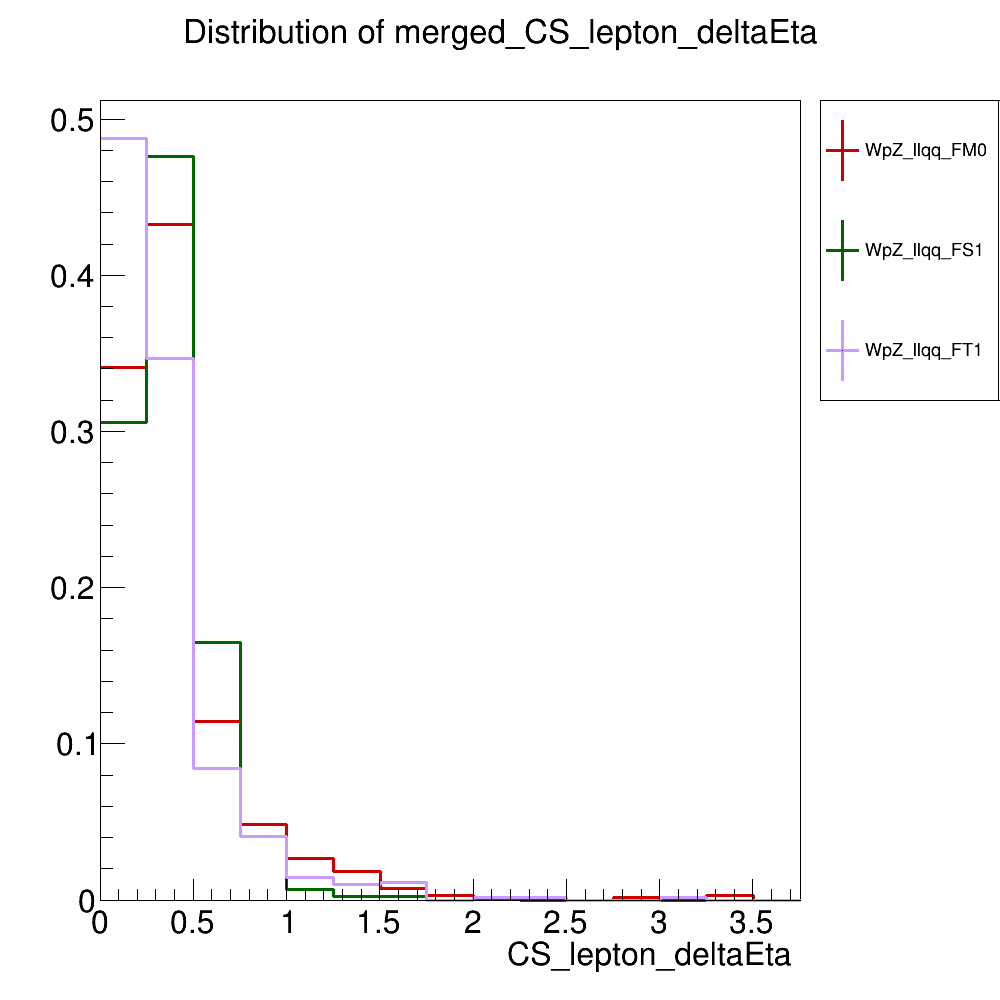 Distribution of merged_CS_lepton_deltaEta
0.5
0.4
0.3
0.2
0.1
0
0 0.5 1 1.5 2 2.5 3 3.5
CS_lepton_deltaEta
WpZ_llqq_FM0
WpZ_llqq_FS1
WpZ_llqq_FT1